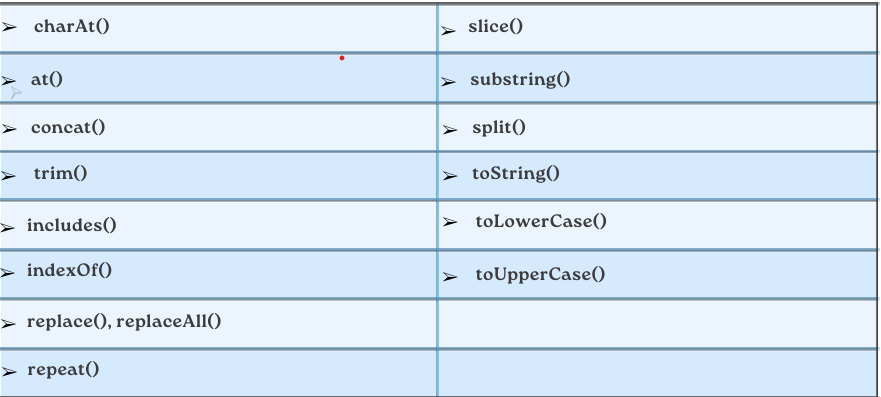 ➢ charAt()
➢ at()
➢ concat()
➢ trim()
➢ includes()
➢ indexOf()
➢ replace(), replaceAll()
➢ repeat()
➢ slice()
➢ substring()
➢ split()
➢ toString()
➢ toLowerCase()
➢ toUpperCase()